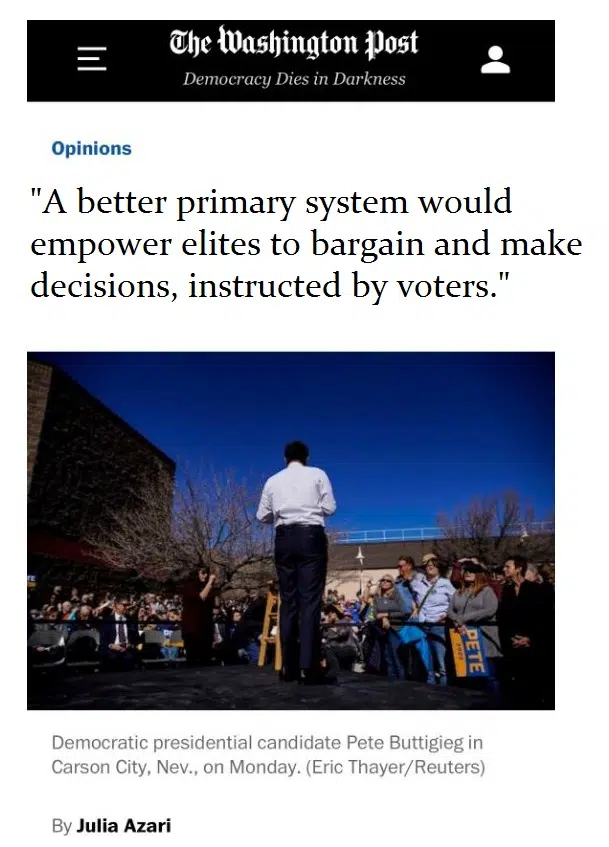 The Washington Post
Democracy Dies in Darkness
Opinions
"A better primary system would
empower elites to bargain and make
decisions, instructed by voters."
PETE
Democratic presidential candidate Pete Buttigieg in
Carson City, Nev., on Monday. (Eric Thayer/Reuters)
By Julia Azari